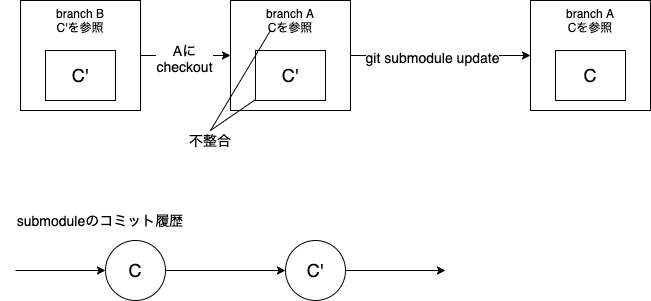 branch B
C'を参照
C'
Aに
checkout
branch A
Cを参照
C'
不整合
git submodule update
branch A
Cを参照
C
submoduleのコミット履歴
C
C'